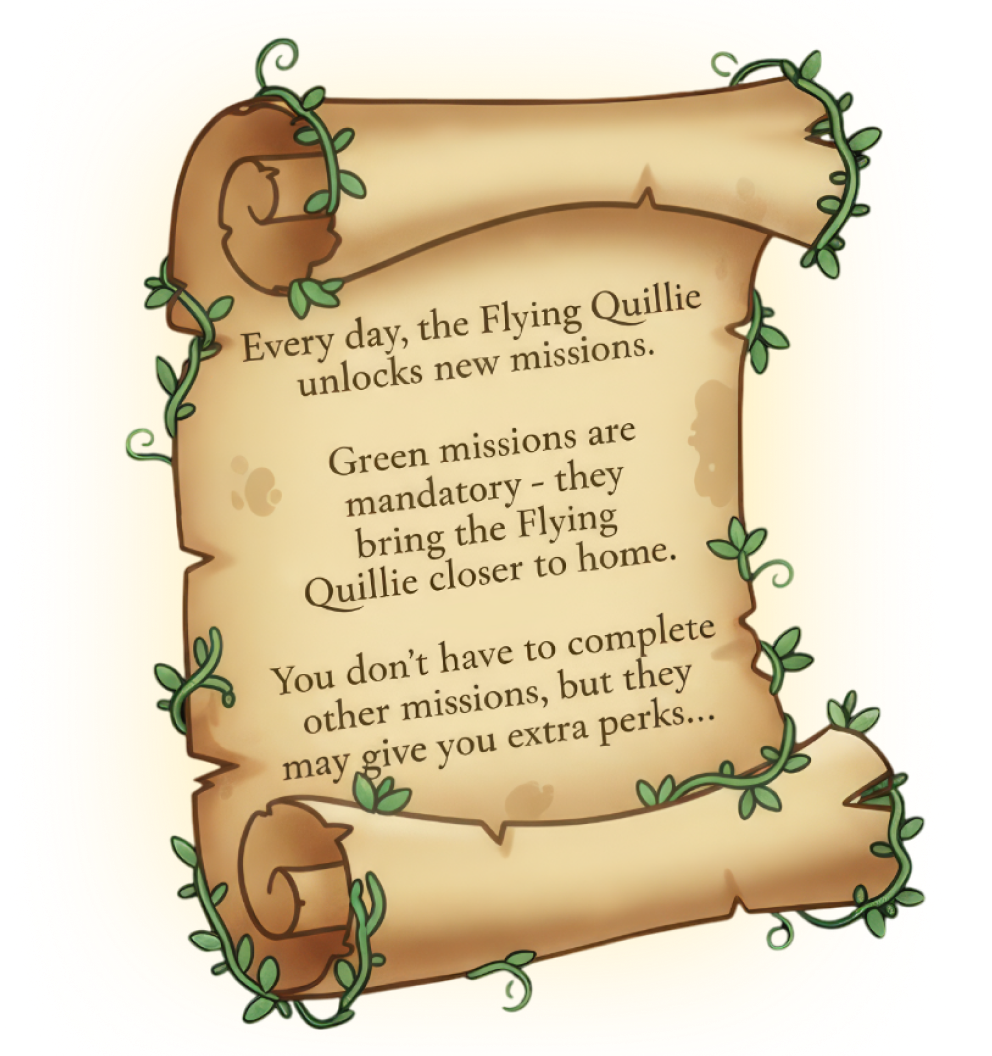 Every day, the Flying Quillie
unlocks new missions.
Green missions are
mandatory - they
bring the Flying
Quillie closer to home.
You don't have to complete
other missions, but they
may give you extra perks...